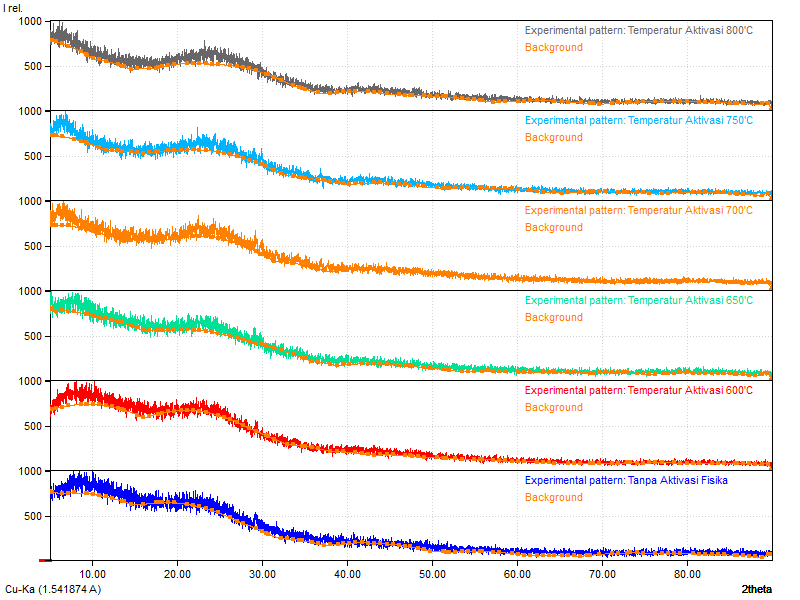 I rel.
1000
Experimental pattern: Temperatur Aktivasi 800'C
Background
500
1000
Experimental pattern: Temperatur Aktivasi 750'C
Background
500
1000
Experimental pattern: Temperatur Aktivasi 700'C
Background
500
1000
Experimental pattern: Temperatur Aktivasi 650'C
Background
500
1000
Experimental pattern: Temperatur Aktivasi 600'C
Background
500
1000
Experimental pattern: Tanpa Aktivasi Fisika
Background
500
10.00 20.00 30.00 40.00 50.00 60.00 70.00 80.00
Cu-Ka (1.541874 A) 2theta